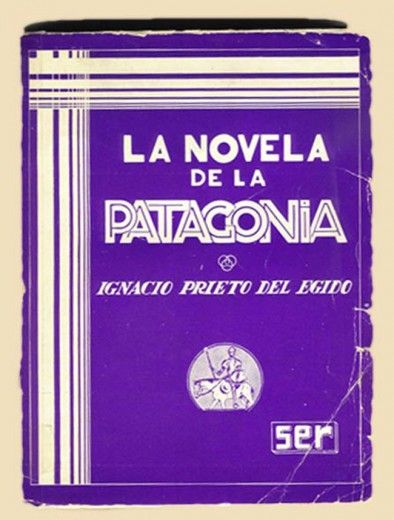 LA NOVELA
DE LA
PATAGONiA
IGNACIO PRIETO DEL EGIDO
ser